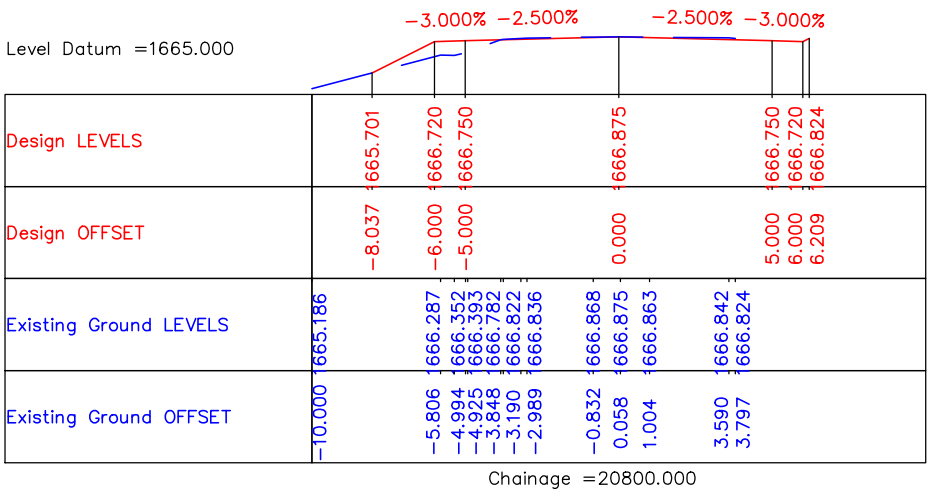 -3.000% -2.500% -2.500% -3.000%
Level Datum =1665.000
Design LEVELS 1665.701 1666.720 1666.750 1666.875 1666.750 1666.720 1666.824
Design OFFSET -8.037 -6.000 -5.000 0.000 5.000 6.000 6.209
Existing Ground LEVELS 1665.186 1666.287 1666.352 1666.393 1666.782 1666.822 1666.836 1666.868 1666.875 1666.863 1666.842 1666.824
Existing Ground OFFSET -10.000 -5.806 -4.994 -4.925 -3.848 -3.190 -2.989 -0.832 0.058 1.004 3.590 3.797
Chainage =20800.000